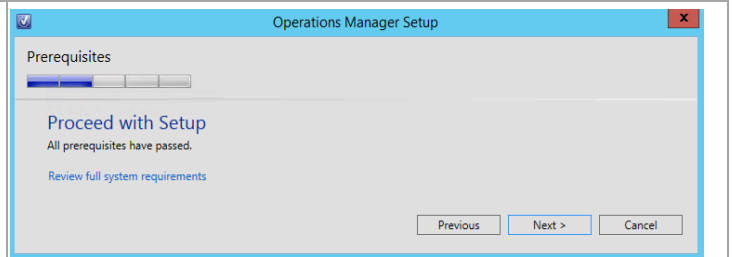 Operations Manager Setup
x
Prerequisites
Proceed with Setup
All prerequisites have passed.
Review full system requirements
Previous
Next >
Cancel